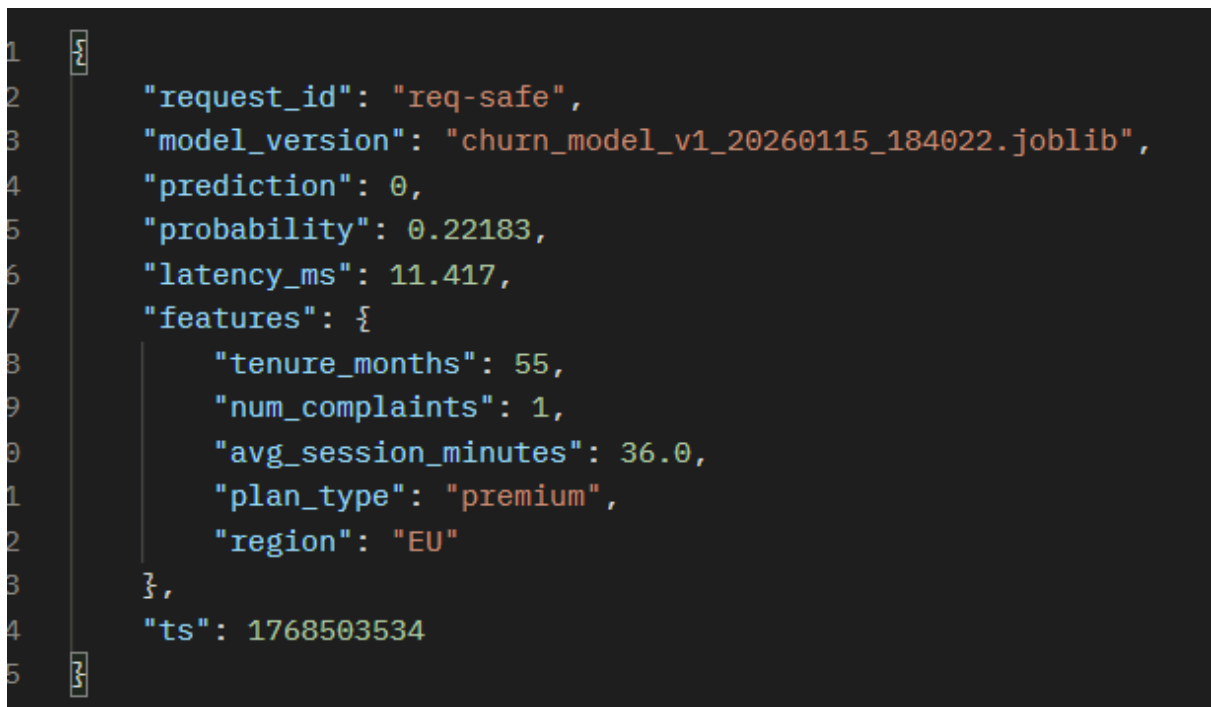 1 {
2 "request_id": "req-safe",
3 "model_version": "churn_model_v1_20260115_184022.joblib",
4 "prediction": 0,
5 "probability": 0.22183,
6 "latency_ms": 11.417,
7 "features": {
8 "tenure_months": 55,
9 "num_complaints": 1,
0 "avg_session_minutes": 36.0,
1 "plan_type": "premium",
2 "region": "EU"
3 },
4 "ts": 1768503534
5 }